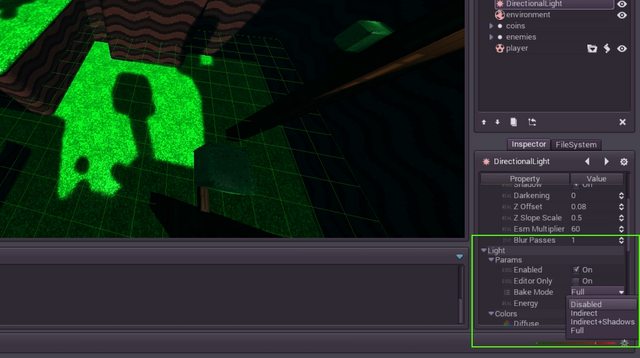 DirectionalLight
environment
coins
enemies
player
Inspector FileSystem
DirectionalLight
Property Value
Shadow On
Darkening 0
Z Offset 0.08
Z Slope Scale 0.5
Esm Multiplier 60
Blur Passes 1
Light
Params
Enabled On
Editor Only On
Bake Mode Full
Energy
Disabled
Indirect
Indirect+Shadows
Full
Colors
Diffuse